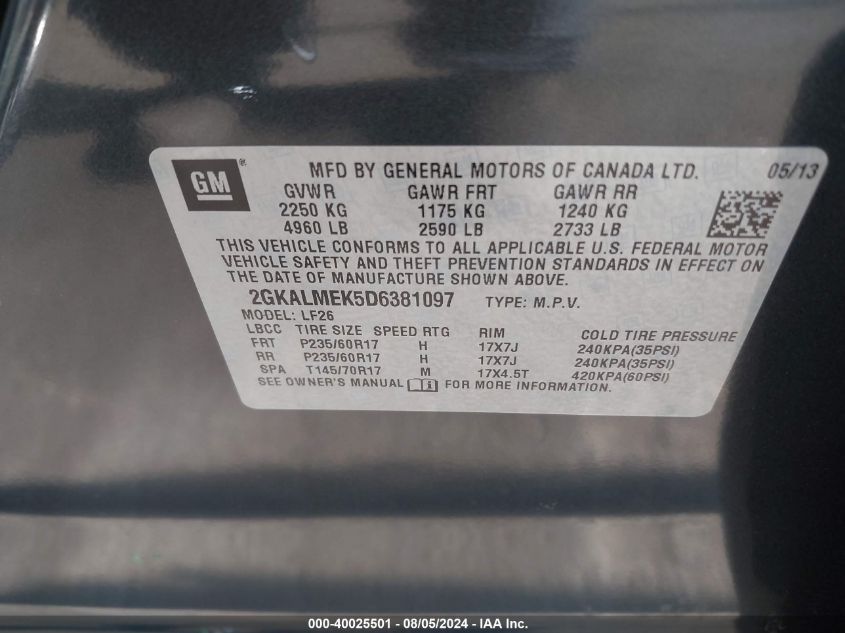 GM ® MFD BY GENERAL MOTORS OF CANADA LTD. 05/13
GVWR GAWR FRT GAWR RR
2250 KG 1175 KG 1240 KG
4960 LB 2590 LB 2733 LB
THIS VEHICLE CONFORMS TO ALL APPLICABLE U.S. FEDERAL MOTOR
VEHICLE SAFETY AND THEFT PREVENTION STANDARDS IN EFFECT ON
THE DATE OF MANUFACTURE SHOWN ABOVE.
2GKALMEK5D6381097 TYPE: M.P.V.
MODEL: LF26
LBCC TIRE SIZE SPEED RTG RIM COLD TIRE PRESSURE
FRT P235/60R17 H 17X7J 240KPA(35PSI)
RR P235/60R17 H 17X7J 240KPA(35PSI)
SPA T145/70R17 M 17X4.5T 420KPA(60PSI)
SEE OWNER'S MANUAL FOR MORE INFORMATION.
000-40025501 - 08/05/2024 - IAA Inc.